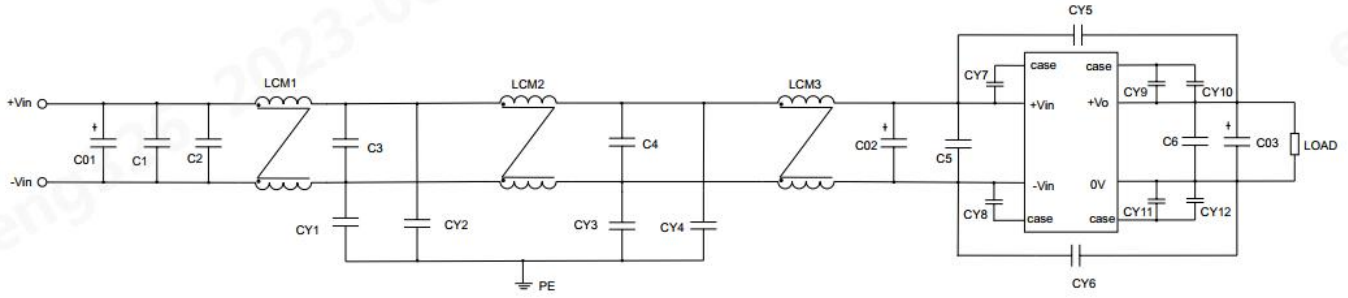 CY5
LCM1
LCM2
LCM3
CY7
case
case
CY9
CY10
+Vin
+Vin
+Vo
+
C01
C1
C2
C3
C4
+
C02
C5
C6
+
C03
LOAD
-Vin
-Vin
0V
CY1
CY2
CY3
CY4
CY8
case
case
CY11
CY12
PE
CY6